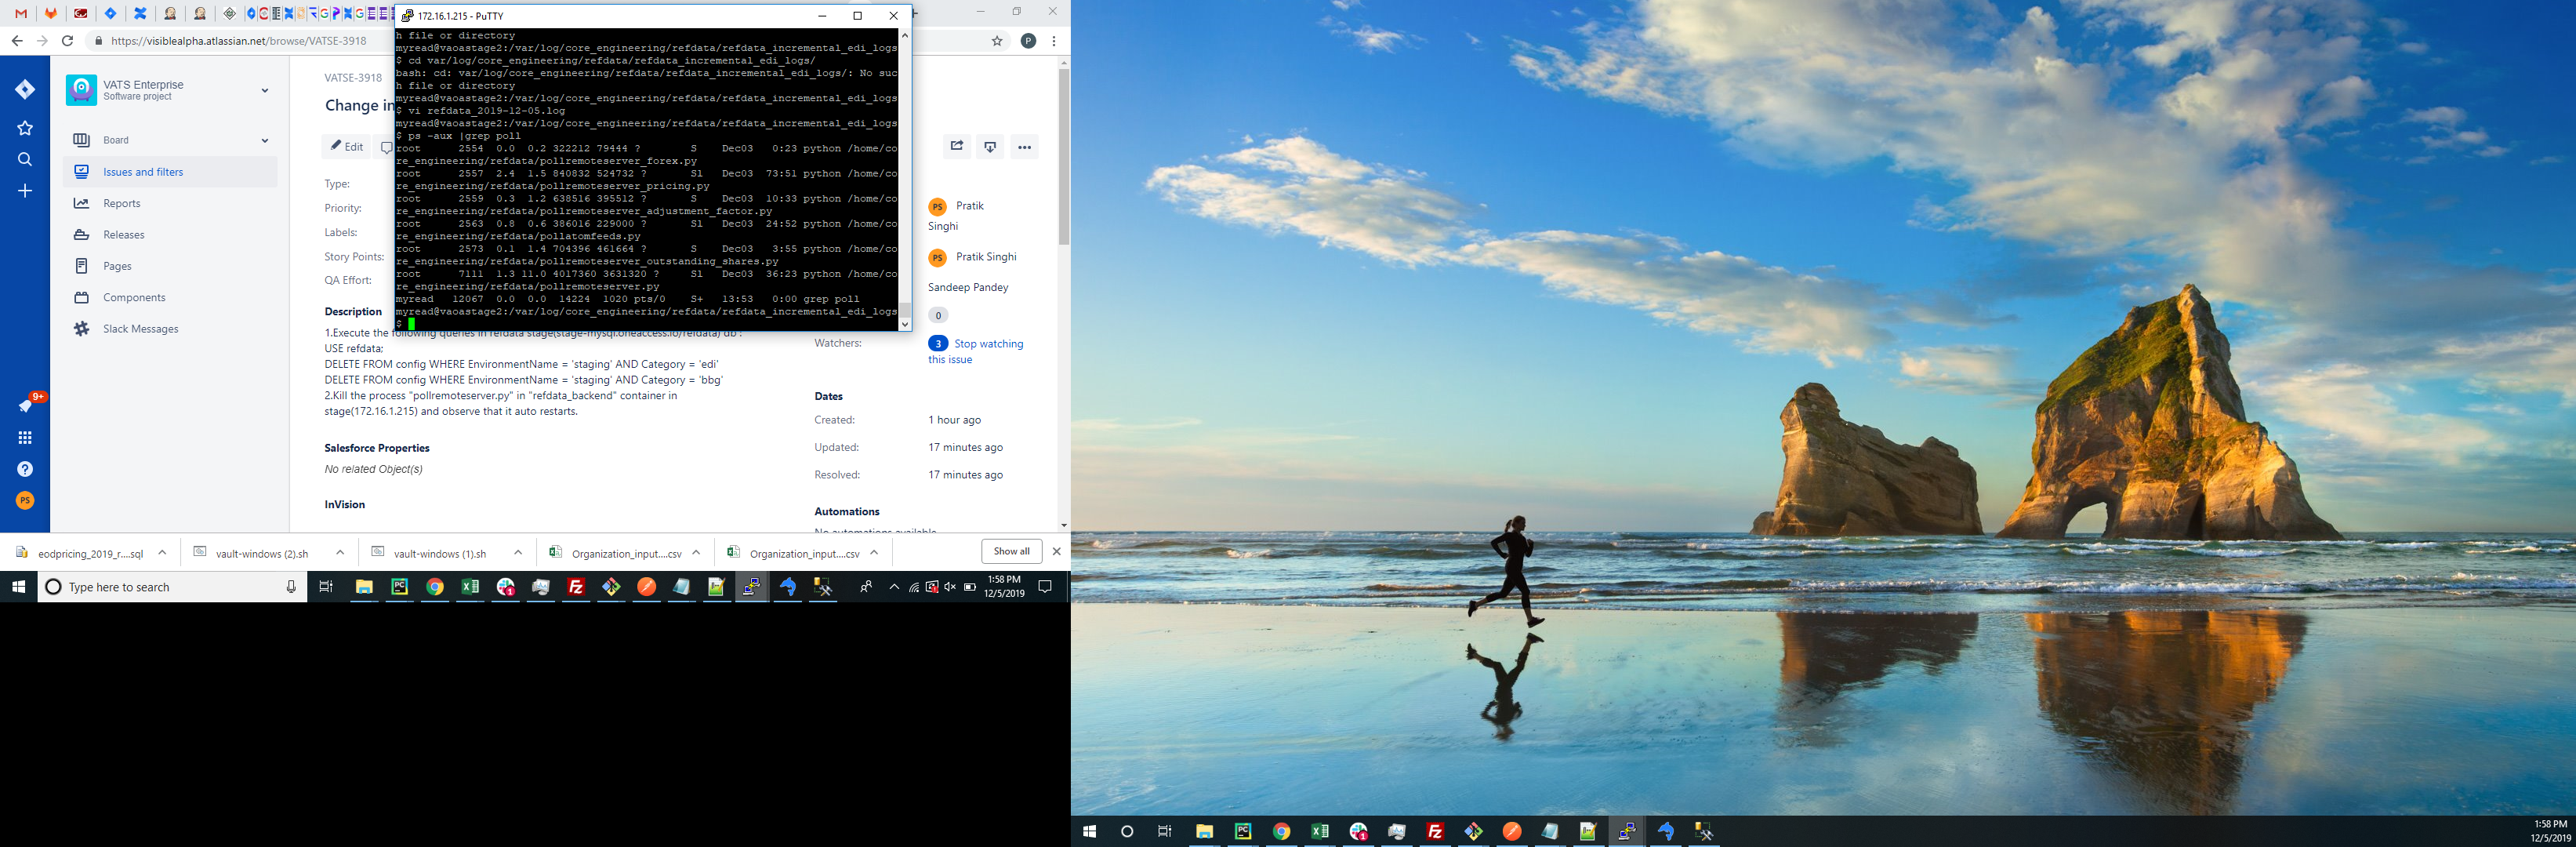 172.16.1.215 - PuTTY
https://visiblealpha.atlassian.net/browse/VATSE-3918
P
h file or directory
myread@vaoastage2:/var/log/core_engineering/refdata/refdata_incremental_edi_logs
$ cd var/log/core_engineering/refdata/refdata_incremental_edi_logs/
bash: cd: var/log/core_engineering/refdata/refdata_incremental_edi_logs/: No suc
h file or directory
myread@vaoastage2:/var/log/core_engineering/refdata/refdata_incremental_edi_logs
$ vi refdata_2019-12-05.log
myread@vaoastage2:/var/log/core_engineering/refdata/refdata_incremental_edi_logs
$ ps -aux |grep poll
root 2554 0.0 0.2 322212 79444 ? S Dec03 0:23 python /home/co
re_engineering/refdata/pollremoteserver_forex.py
root 2557 2.4 1.5 840832 524732 ? Sl Dec03 73:51 python /home/co
re_engineering/refdata/pollremoteserver_pricing.py
root 2559 0.3 1.2 638516 395512 ? S Dec03 10:33 python /home/co
re_engineering/refdata/pollremoteserver_adjustment_factor.py
root 2563 0.8 0.6 386016 229000 ? Sl Dec03 24:52 python /home/co
re_engineering/refdata/pollatomfeeds.py
root 2573 0.1 1.4 704396 461664 ? S Dec03 3:55 python /home/co
re_engineering/refdata/pollremoteserver_outstanding_shares.py
root 7111 1.3 11.0 4017360 3631320 ? Sl Dec03 36:23 python /home/co
re_engineering/refdata/pollremoteserver.py
myread 12067 0.0 0.0 14224 1020 pts/0 S+ 13:53 0:00 grep poll
myread@vaoastage2:/var/log/core_engineering/refdata/refdata_incremental_edi_logs
$
VATS Enterprise
Software project
Board
Issues and filters
Reports
Releases
Pages
Components
Slack Messages
9+
PS
VATSE-3918
Change in
Edit
Type:
Priority:
Labels:
Story Points:
QA Effort:
Description
1.Execute the following queries in refdata stage(stage-mysql.oneaccess.io/refdata) db :
USE refdata;
DELETE FROM config WHERE EnvironmentName = 'staging' AND Category = 'edi'
DELETE FROM config WHERE EnvironmentName = 'staging' AND Category = 'bbg'
2.Kill the process "pollremoteserver.py" in "refdata_backend" container in
stage(172.16.1.215) and observe that it auto restarts.
Salesforce Properties
No related Object(s)
InVision
PS Pratik
Singhi
PS Pratik Singhi
Sandeep Pandey
0
Watchers: 3 Stop watching
this issue
Dates
Created: 1 hour ago
Updated: 17 minutes ago
Resolved: 17 minutes ago
Automations
No automations available
eodpricing_2019_r....sql
vault-windows (2).sh
vault-windows (1).sh
Organization_input....csv
Organization_input....csv
Show all
Type here to search
1:58 PM
12/5/2019
1:58 PM
12/5/2019